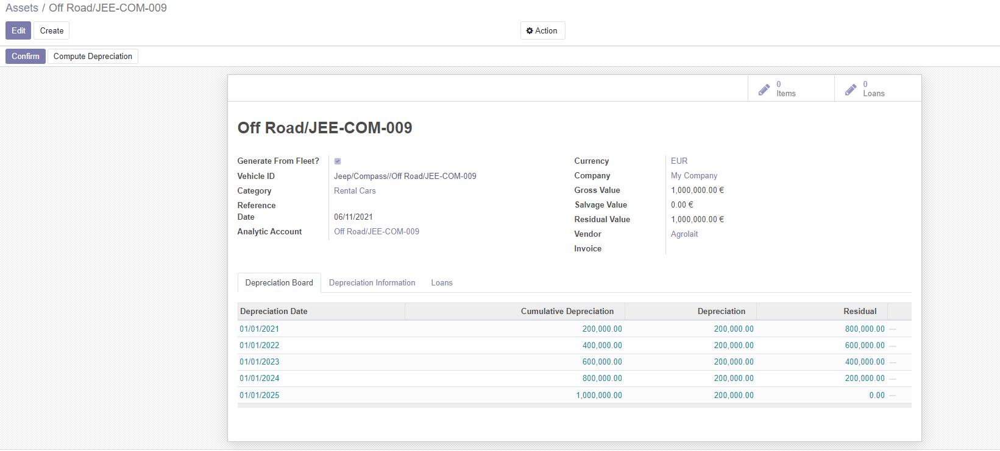 Assets / Off Road/JEE-COM-009
Edit Create Action
Confirm Compute Depreciation
0 Items
0 Loans
Off Road/JEE-COM-009
Generate From Fleet?
Vehicle ID Jeep/Compass//Off Road/JEE-COM-009
Category Rental Cars
Reference
Date 06/11/2021
Analytic Account Off Road/JEE-COM-009
Currency EUR
Company My Company
Gross Value 1,000,000.00 €
Salvage Value 0.00 €
Residual Value 1,000,000.00 €
Vendor Agrolait
Invoice
Depreciation Board Depreciation Information Loans
Depreciation Date Cumulative Depreciation Depreciation Residual
01/01/2021 200,000.00 200,000.00 800,000.00
01/01/2022 400,000.00 200,000.00 600,000.00
01/01/2023 600,000.00 200,000.00 400,000.00
01/01/2024 800,000.00 200,000.00 200,000.00
01/01/2025 1,000,000.00 200,000.00 0.00